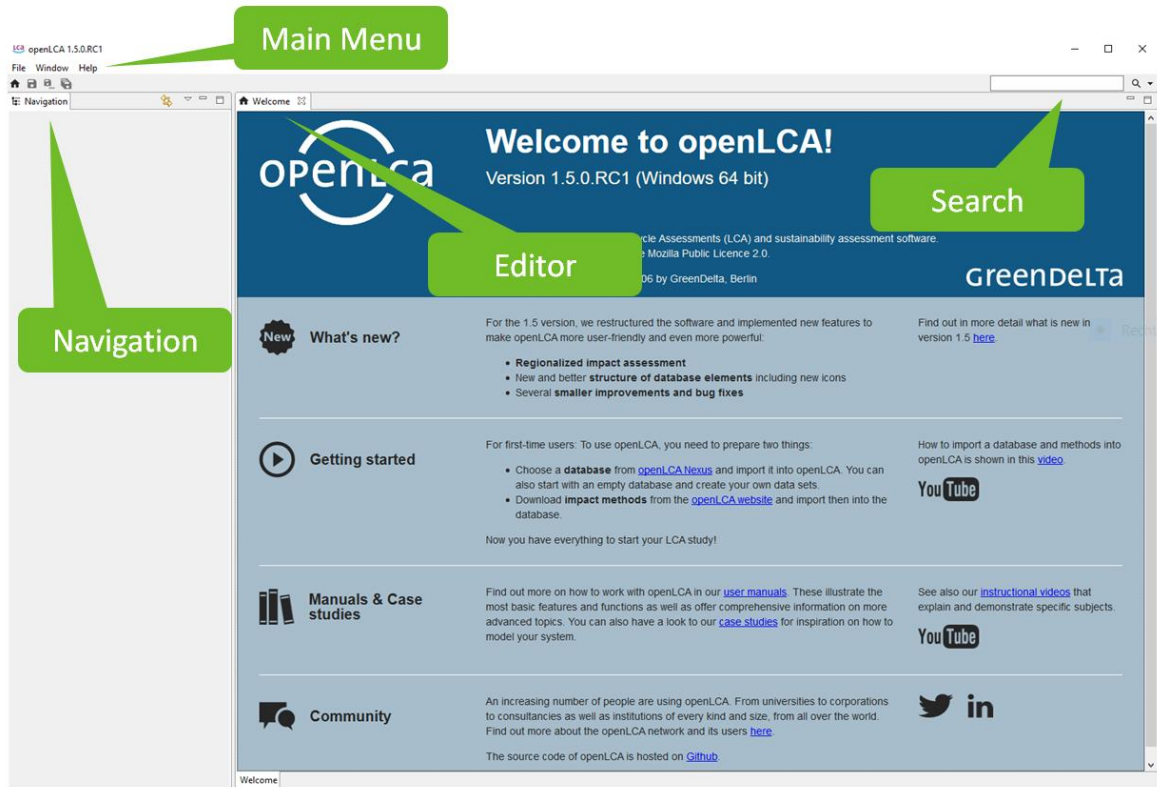 Main Menu
openLCA 1.5.0.RC1
File Window Help
Navigation
Welcome
openLca
Welcome to openLCA!
Version 1.5.0.RC1 (Windows 64 bit)
Search
cle Assessments (LCA) and sustainability assessment software.
Mozilla Public Licence 2.0.
Editor
06 by GreenDelta, Berlin
GreenDeLTa
Navigation
New
What's new?
For the 1.5 version, we restructured the software and implemented new features to
make openLCA more user-friendly and even more powerful:
• Regionalized impact assessment
• New and better structure of database elements including new icons
• Several smaller improvements and bug fixes
Find out in more detail what is new in
version 1.5 here.
Recht
Getting started
For first-time users: To use openLCA, you need to prepare two things:
• Choose a database from openLCA Nexus and import it into openLCA. You can
also start with an empty database and create your own data sets.
• Download impact methods from the openLCA website and import then into the
database.
Now you have everything to start your LCA study!
How to import a database and methods into
openLCA is shown in this video.
YouTube
Manuals & Case
studies
Find out more on how to work with openLCA in our user manuals. These illustrate the
most basic features and functions as well as offer comprehensive information on more
advanced topics. You can also have a look to our case studies for inspiration on how to
model your system.
See also our instructional videos that
explain and demonstrate specific subjects.
YouTube
Community
An increasing number of people are using openLCA. From universities to corporations
to consultancies as well as institutions of every kind and size, from all over the world.
Find out more about the openLCA network and its users here.
The source code of openLCA is hosted on Github.
in
Welcome